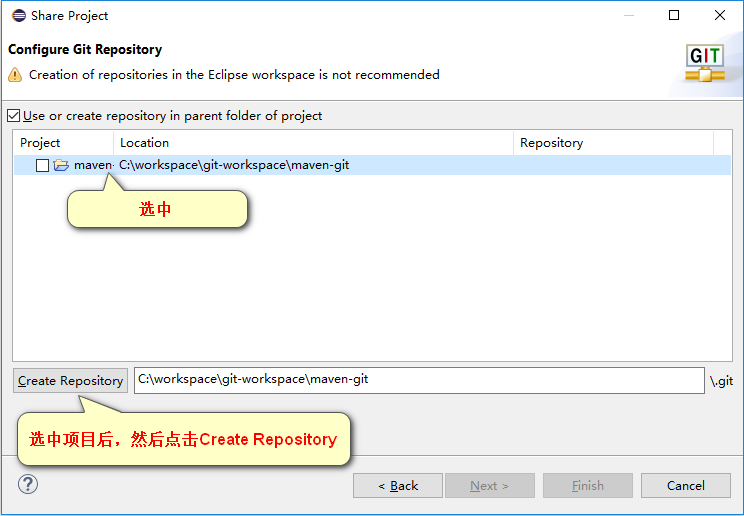 Share Project
Configure Git Repository
Creation of repositories in the Eclipse workspace is not recommended
GIT
Use or create repository in parent folder of project
Project Location Repository
maven- C:\workspace\git-workspace\maven-git
选中
Create Repository C:\workspace\git-workspace\maven-git \.git
选中项目后，然后点击Create Repository
? < Back Next > Finish Cancel